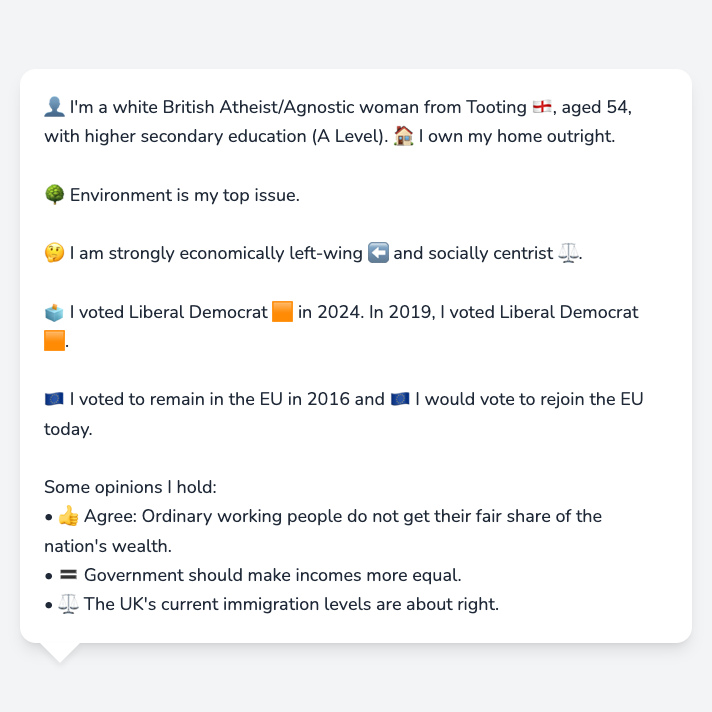 👤 I'm a white British Atheist/Agnostic woman from Tooting 🏴󠁧󠁢󠁥󠁮󠁧󠁿, aged 54,
with higher secondary education (A Level). 🏠 I own my home outright.
🌳 Environment is my top issue.
🤔 I am strongly economically left-wing ⬅️ and socially centrist ⚖️.
🗳️ I voted Liberal Democrat 🟧 in 2024. In 2019, I voted Liberal Democrat
🟧.
🇪🇺 I voted to remain in the EU in 2016 and 🇪🇺 I would vote to rejoin the EU
today.
Some opinions I hold:
• 👍 Agree: Ordinary working people do not get their fair share of the
nation's wealth.
• 🟰 Government should make incomes more equal.
• ⚖️ The UK's current immigration levels are about right.